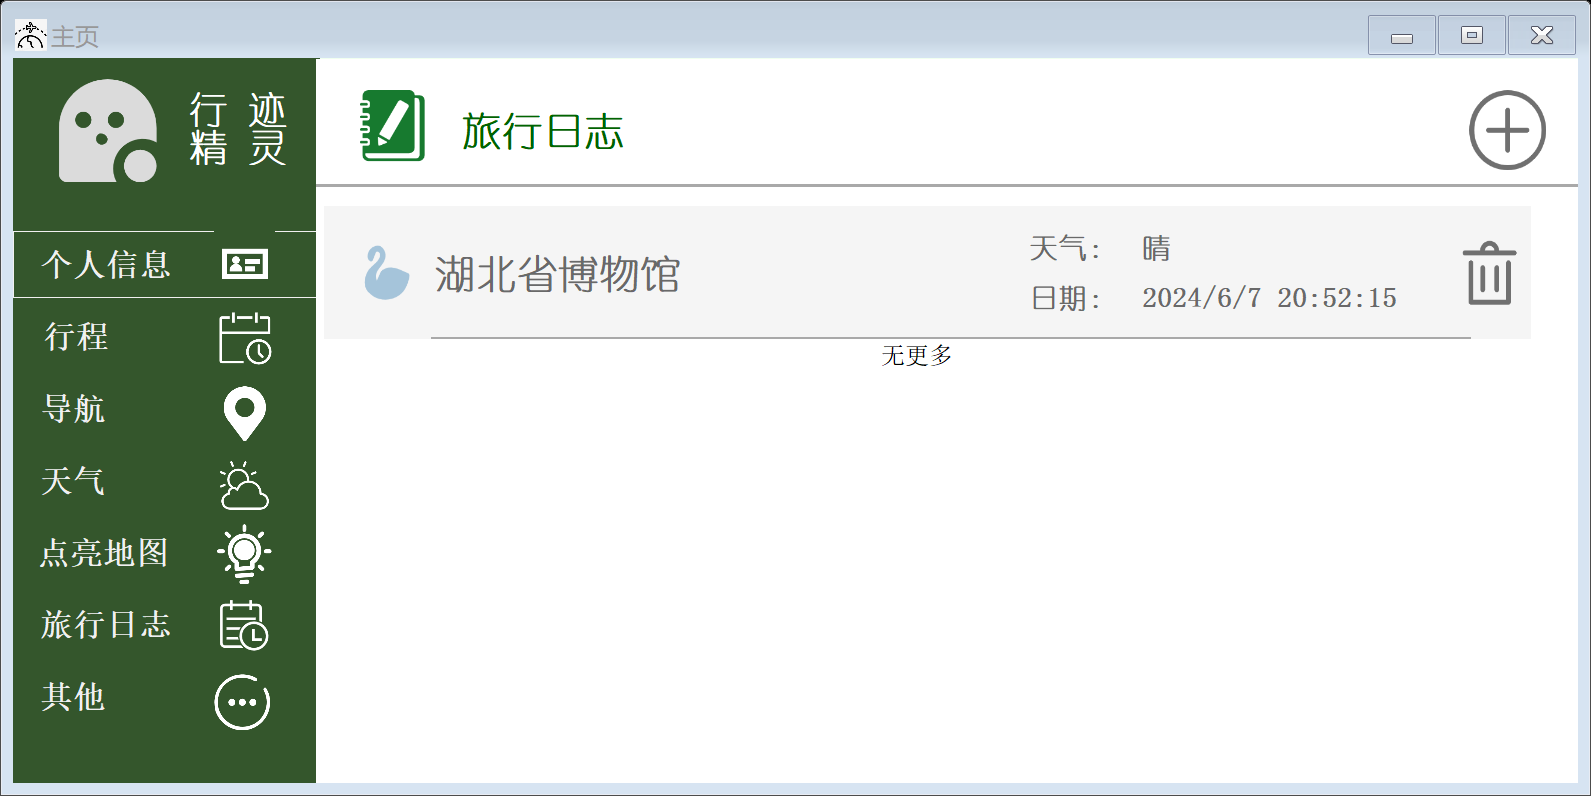 主页
行迹
精灵
个人信息
行程
导航
天气
点亮地图
旅行日志
其他
旅行日志
湖北省博物馆
天气： 晴
日期： 2024/6/7 20:52:15
无更多